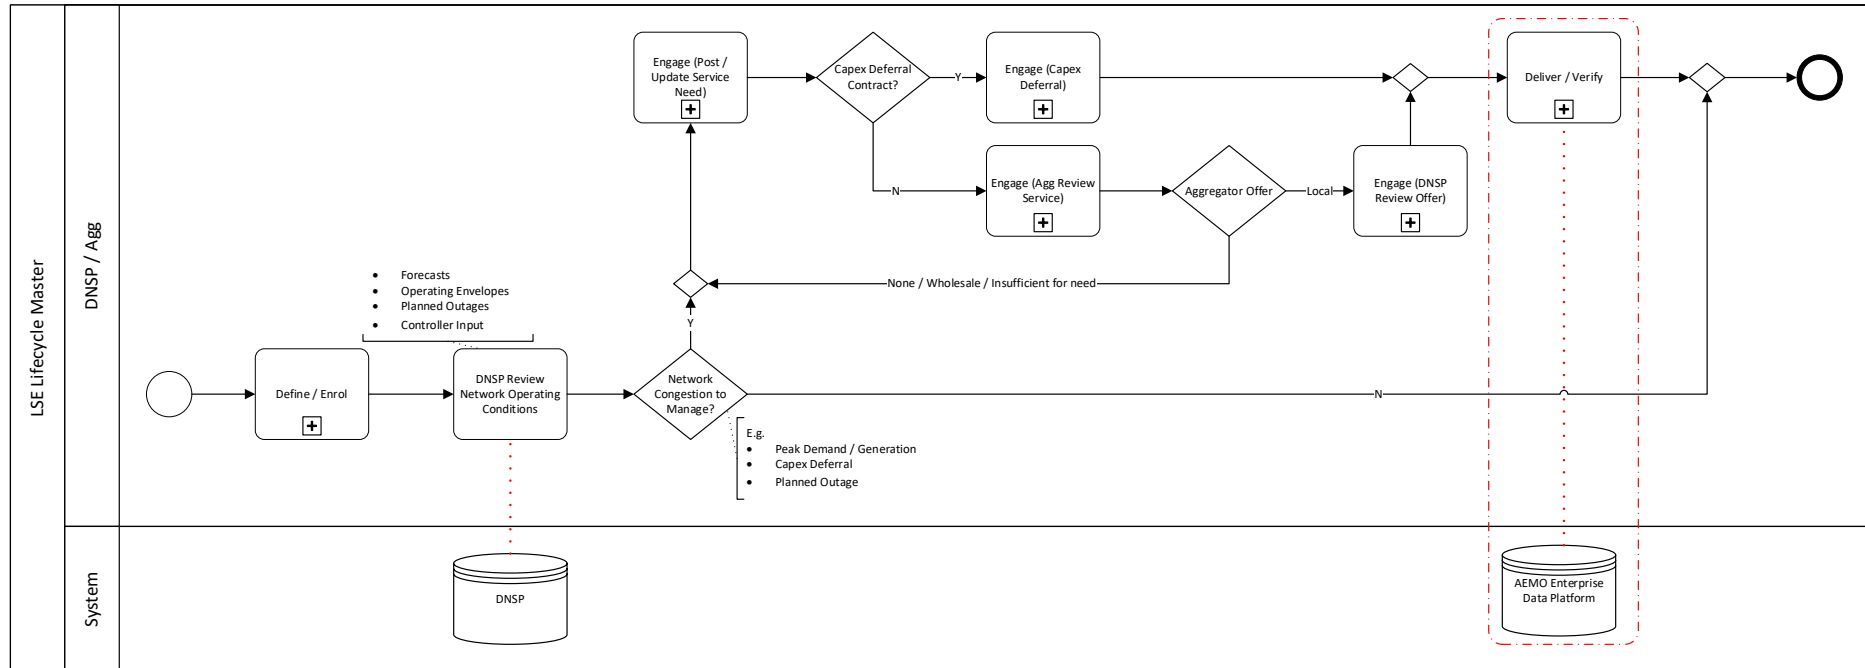 LSE Lifecycle Master
DNSP / Agg
System
Engage (Post /
Update Service
Need)
Capex Deferral
Contract?
Y
Engage (Capex
Deferral)
Deliver / Verify
N
Engage (Agg Review
Service)
Aggregator Offer
Local
Engage (DNSP
Review Offer)
None / Wholesale / Insufficient for need
• Forecasts
• Operating Envelopes
• Planned Outages
• Controller Input
Y
Define / Enrol
DNSP Review
Network Operating
Conditions
Network
Congestion to
Manage?
N
E.g.
• Peak Demand / Generation
• Capex Deferral
• Planned Outage
DNSP
AEMO Enterprise
Data Platform